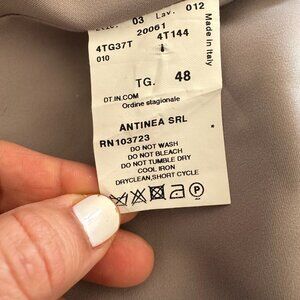 03 Lav. 012
20061
4TG37T 4T144
010
Made in Italy
TG. 48
DT.IN.COM
Ordine stagionale
ANTINEA SRL
RN103723
DO NOT WASH
DO NOT BLEACH
DO NOT TUMBLE DRY
COOL IRON
DRYCLEAN,SHORT CYCLE
P